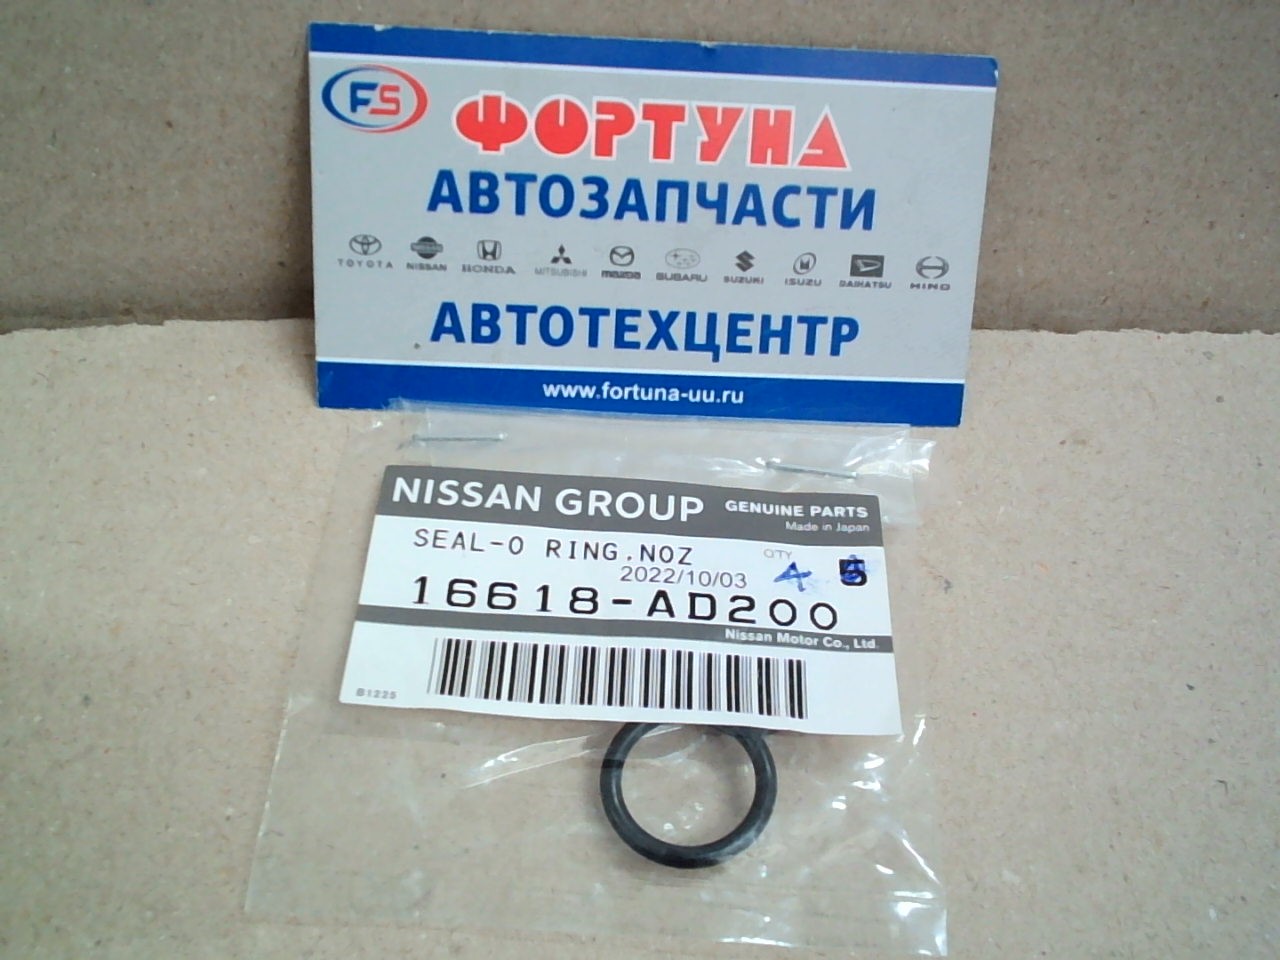 FS ФОРТУНА
АВТОЗАПЧАСТИ
TOYOTA NISSAN HONDA MITSUBISHI mazda SUBARU SUZUKI ISUZU DAIHATSU HINO
АВТОТЕХЦЕНТР
www.fortuna-uu.ru
NISSAN GROUP GENUINE PARTS
Made in Japan
SEAL-O RING.NOZ QTY
2022/10/03 4
16618-AD200
Nissan Motor Co., Ltd.
B1225